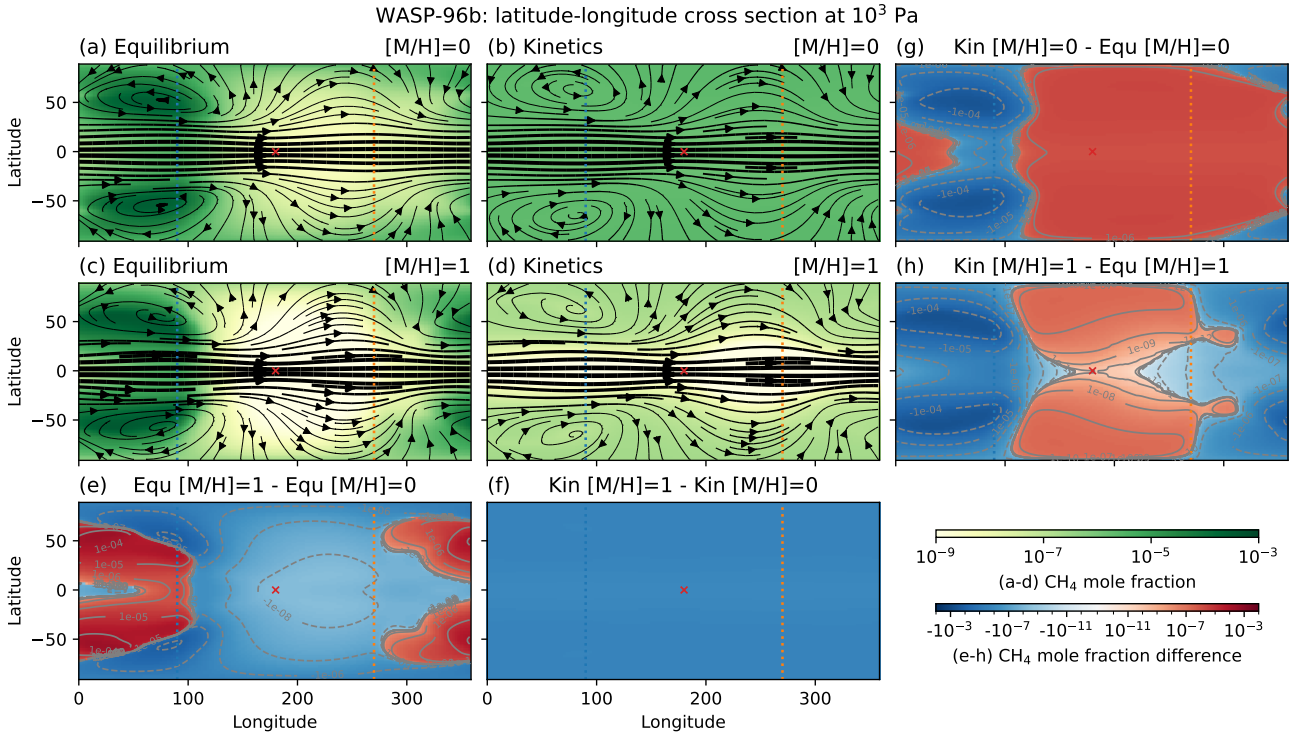 WASP-96b: latitude-longitude cross section at 10³ Pa
(a) Equilibrium [M/H]=0
(b) Kinetics [M/H]=0
(g) Kin [M/H]=0 - Equ [M/H]=0
Latitude
50
0
−50
1e-04
1e-04
1e-05
(c) Equilibrium [M/H]=1
(d) Kinetics [M/H]=1
(h) Kin [M/H]=1 - Equ [M/H]=1
Latitude
50
0
−50
1e-04
1e-05
1e-09
1e-08
1e-04
(e) Equ [M/H]=1 - Equ [M/H]=0
(f) Kin [M/H]=1 - Kin [M/H]=0
Latitude
50
0
−50
1e-04
1e-05
1e-08
1e-05
0 100 200 300
Longitude
0 100 200 300
Longitude
10⁻⁹ 10⁻⁷ 10⁻⁵ 10⁻³
(a-d) CH₄ mole fraction
-10⁻³ -10⁻⁷ -10⁻¹¹ 10⁻¹¹ 10⁻⁷ 10⁻³
(e-h) CH₄ mole fraction difference